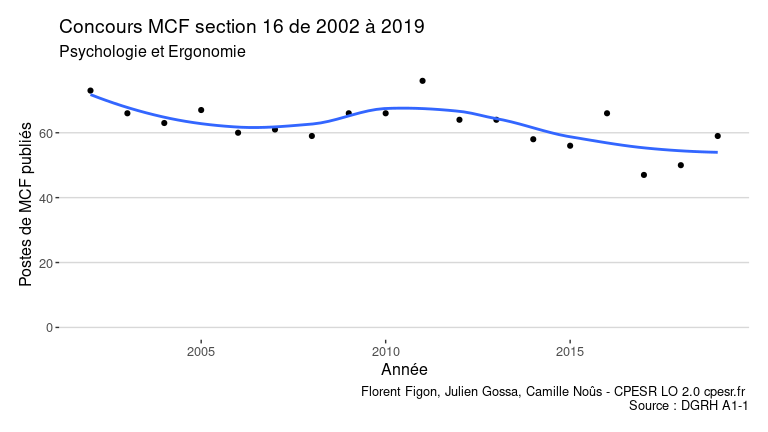 Concours MCF section 16 de 2002 à 2019
Psychologie et Ergonomie
Postes de MCF publiés
60
40
20
0
2005
2010
2015
Année
Florent Figon, Julien Gossa, Camille Noûs - CPESR LO 2.0 cpesr.fr
Source : DGRH A1-1